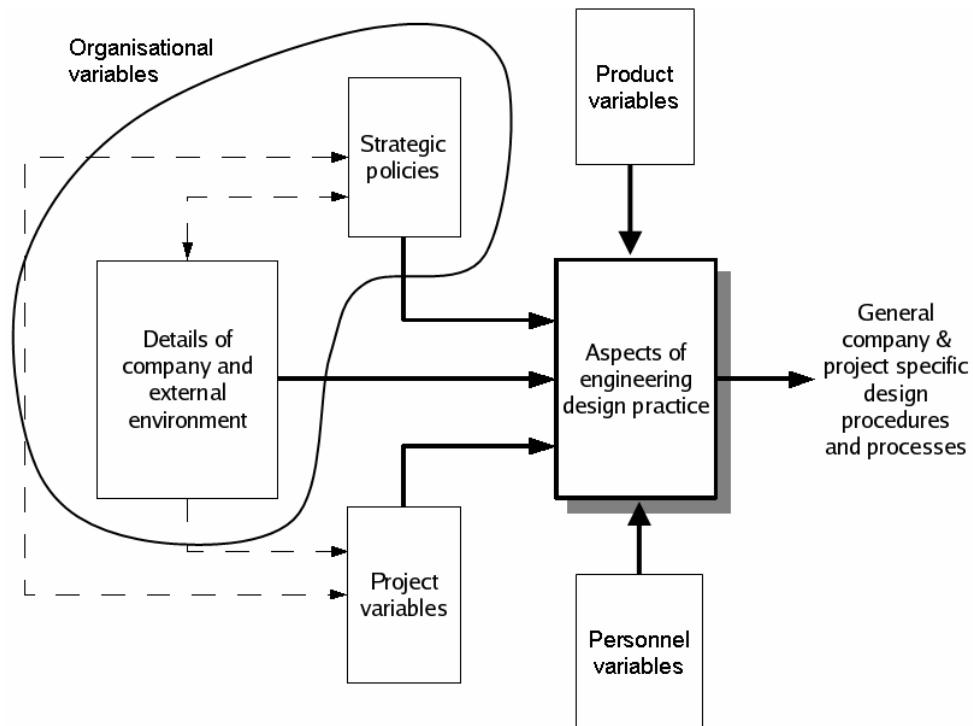 Organisational
variables
Product
variables
Strategic
policies
Details of
company and
external
environment
Aspects of
engineering
design practice
General
company &
project specific
design
procedures
and processes
Project
variables
Personnel
variables